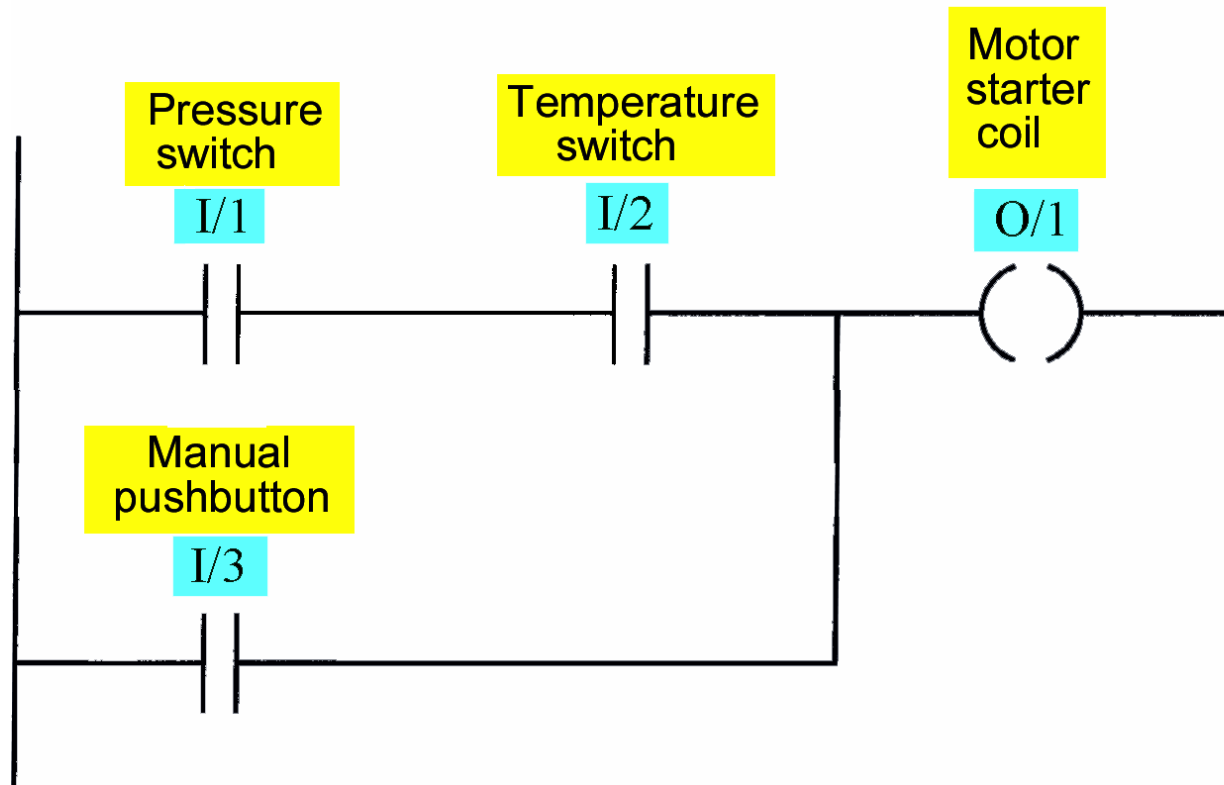 Motor
starter
coil
Pressure
switch
Temperature
switch
I/1
I/2
O/1
Manual
pushbutton
I/3